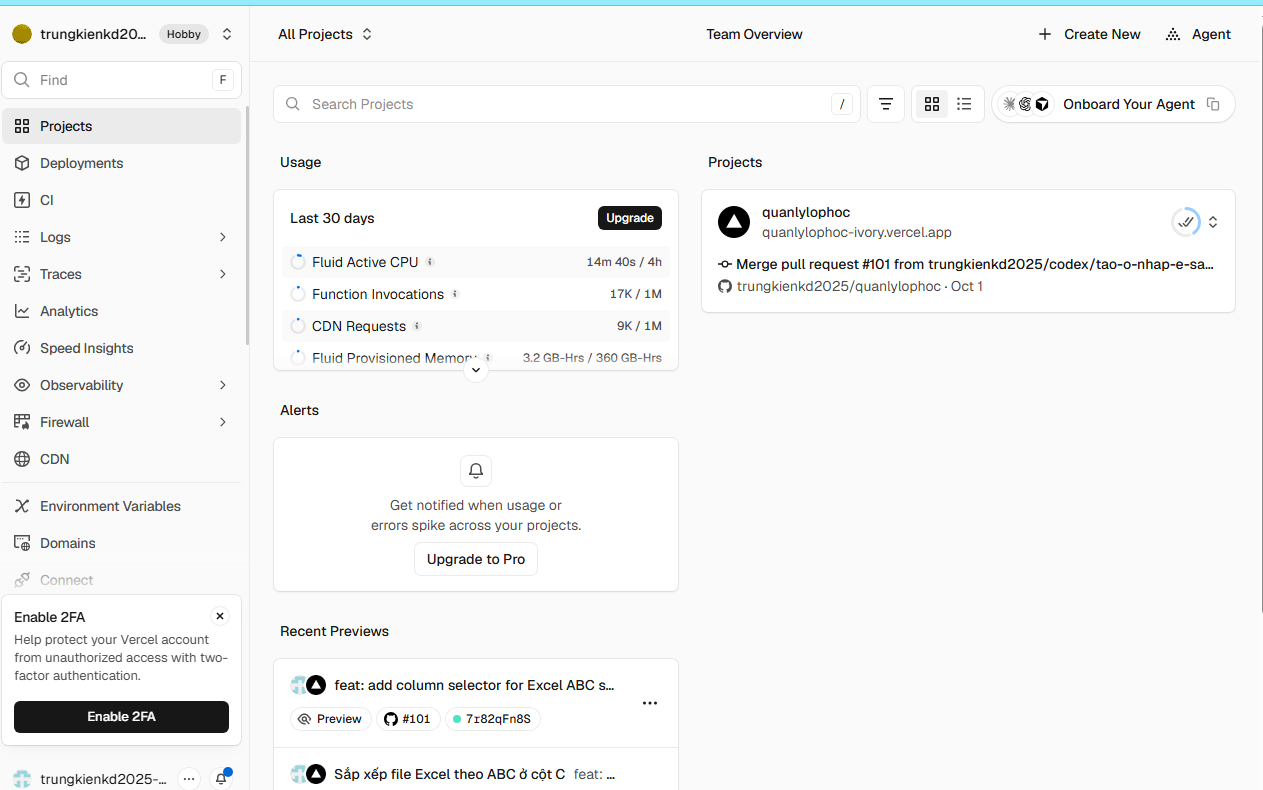 trungkienkd20... Hobby
Find F
Projects
Deployments
CI
Logs
Traces
Analytics
Speed Insights
Observability
Firewall
CDN
Environment Variables
Domains
Connect
Enable 2FA
Help protect your Vercel account
from unauthorized access with two-
factor authentication.
Enable 2FA
trungkienkd2025-...
All Projects
Team Overview
Create New
Agent
Search Projects /
Onboard Your Agent
Usage
Last 30 days Upgrade
Fluid Active CPU 14m 40s / 4h
Function Invocations 17K / 1M
CDN Requests 9K / 1M
Fluid Provisioned Memory 3.2 GB-Hrs / 360 GB-Hrs
Alerts
Get notified when usage or
errors spike across your projects.
Upgrade to Pro
Recent Previews
feat: add column selector for Excel ABC s...
Preview #101 7r82qFn8S
Sắp xếp file Excel theo ABC ở cột C feat: ...
Projects
quanlylophoc
quanlylophoc-ivory.vercel.app
Merge pull request #101 from trungkienkd2025/codex/tao-o-nhap-e-sa...
trungkienkd2025/quanlylophoc · Oct 1